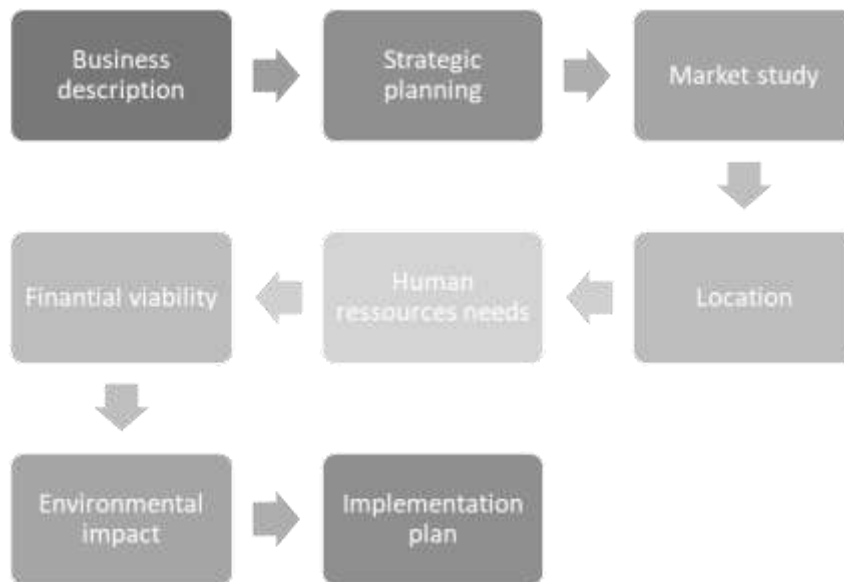 Business
description
Strategic
planning
Market study
Location
Human
ressources needs
Finantial viability
Environmental
impact
Implementation
plan